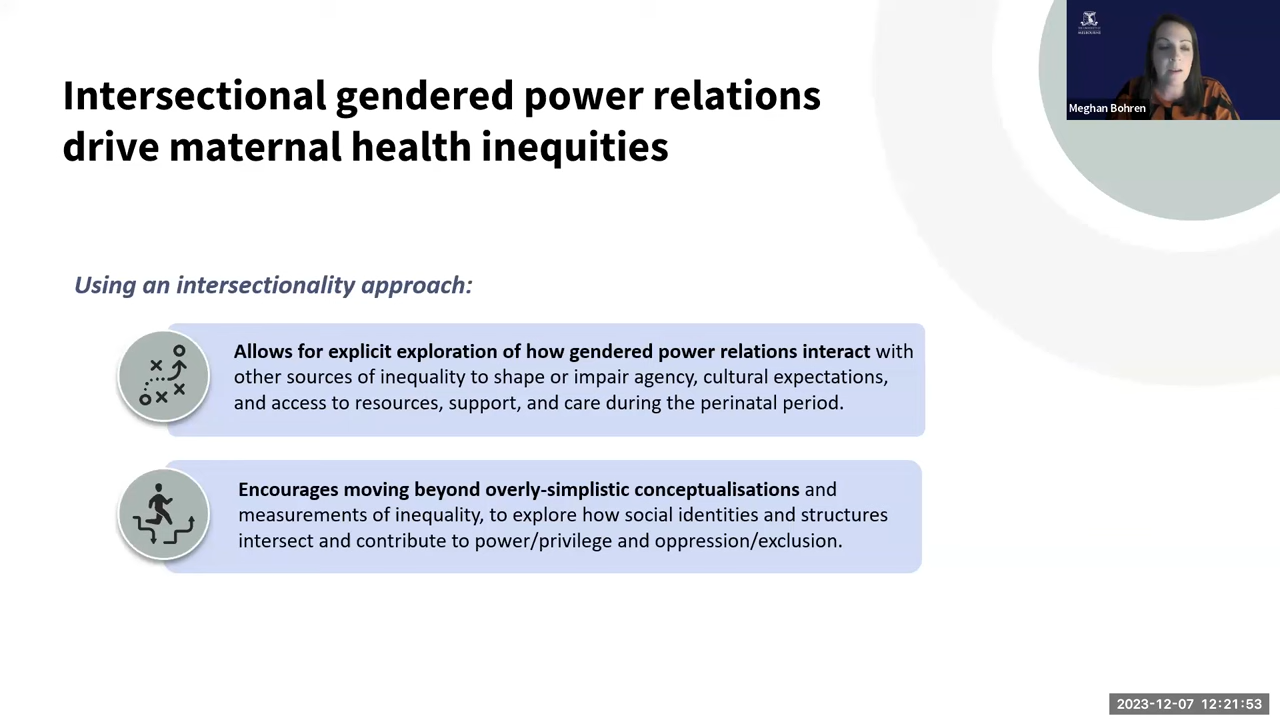 MELBOURNE
Meghan Bohren
Intersectional gendered power relations
drive maternal health inequities
Using an intersectionality approach:
Allows for explicit exploration of how gendered power relations interact with
other sources of inequality to shape or impair agency, cultural expectations,
and access to resources, support, and care during the perinatal period.
Encourages moving beyond overly-simplistic conceptualisations and
measurements of inequality, to explore how social identities and structures
intersect and contribute to power/privilege and oppression/exclusion.
2023-12-07 12:21:53